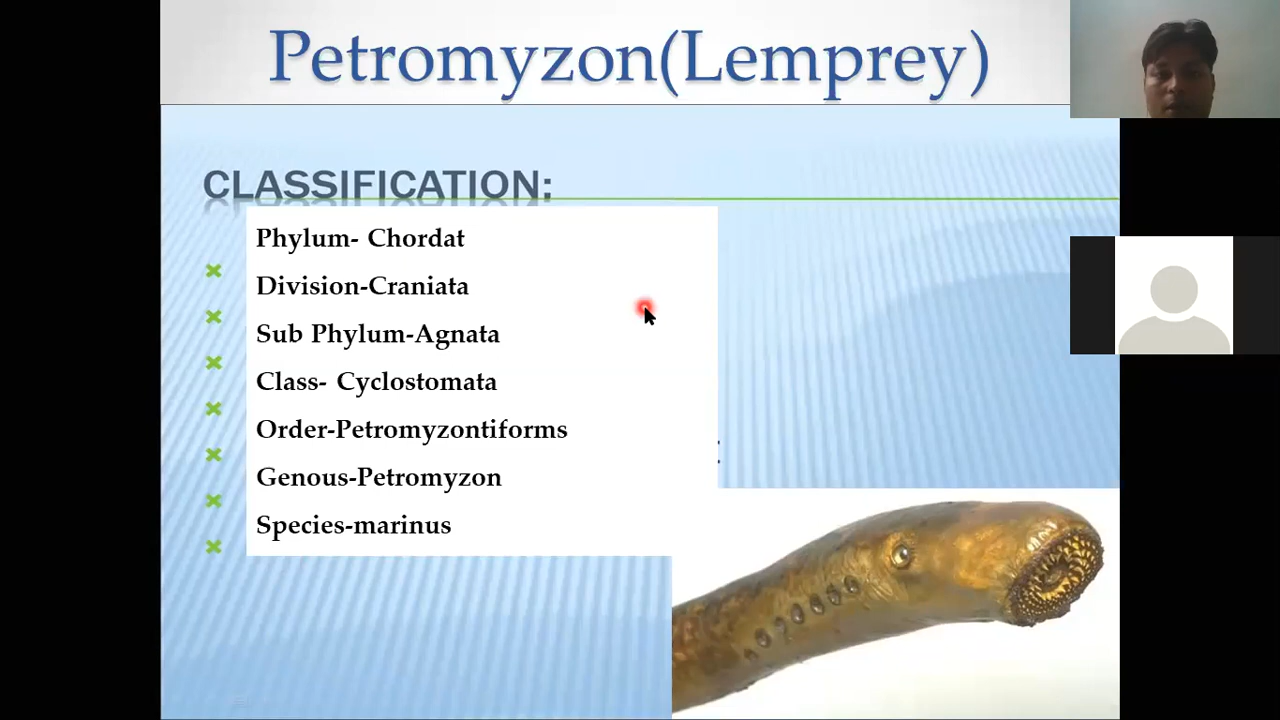 Petromyzon(Lemprey)
CLASSIFICATION:
Phylum- Chordat
Division-Craniata
Sub Phylum-Agnata
Class- Cyclostomata
Order-Petromyzontiforms
Genous-Petromyzon
Species-marinus